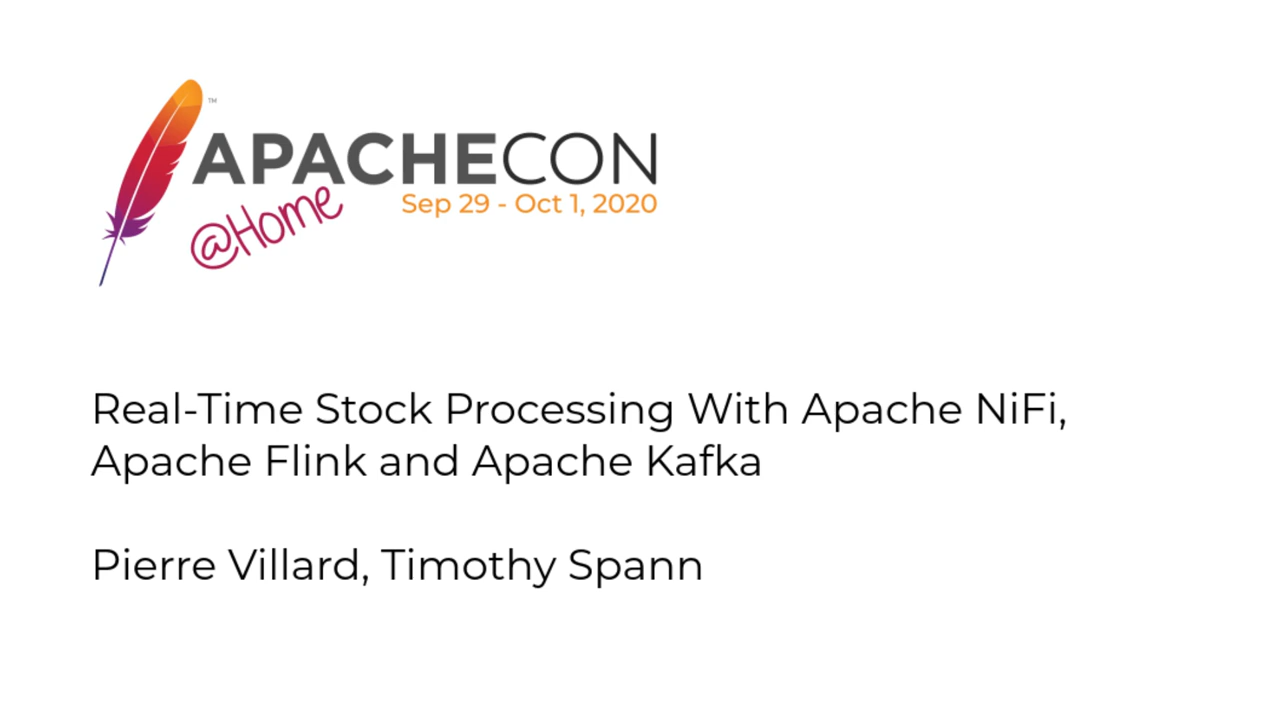 ™
APACHECON
@Home
Sep 29 - Oct 1, 2020
Real-Time Stock Processing With Apache NiFi,
Apache Flink and Apache Kafka
Pierre Villard, Timothy Spann